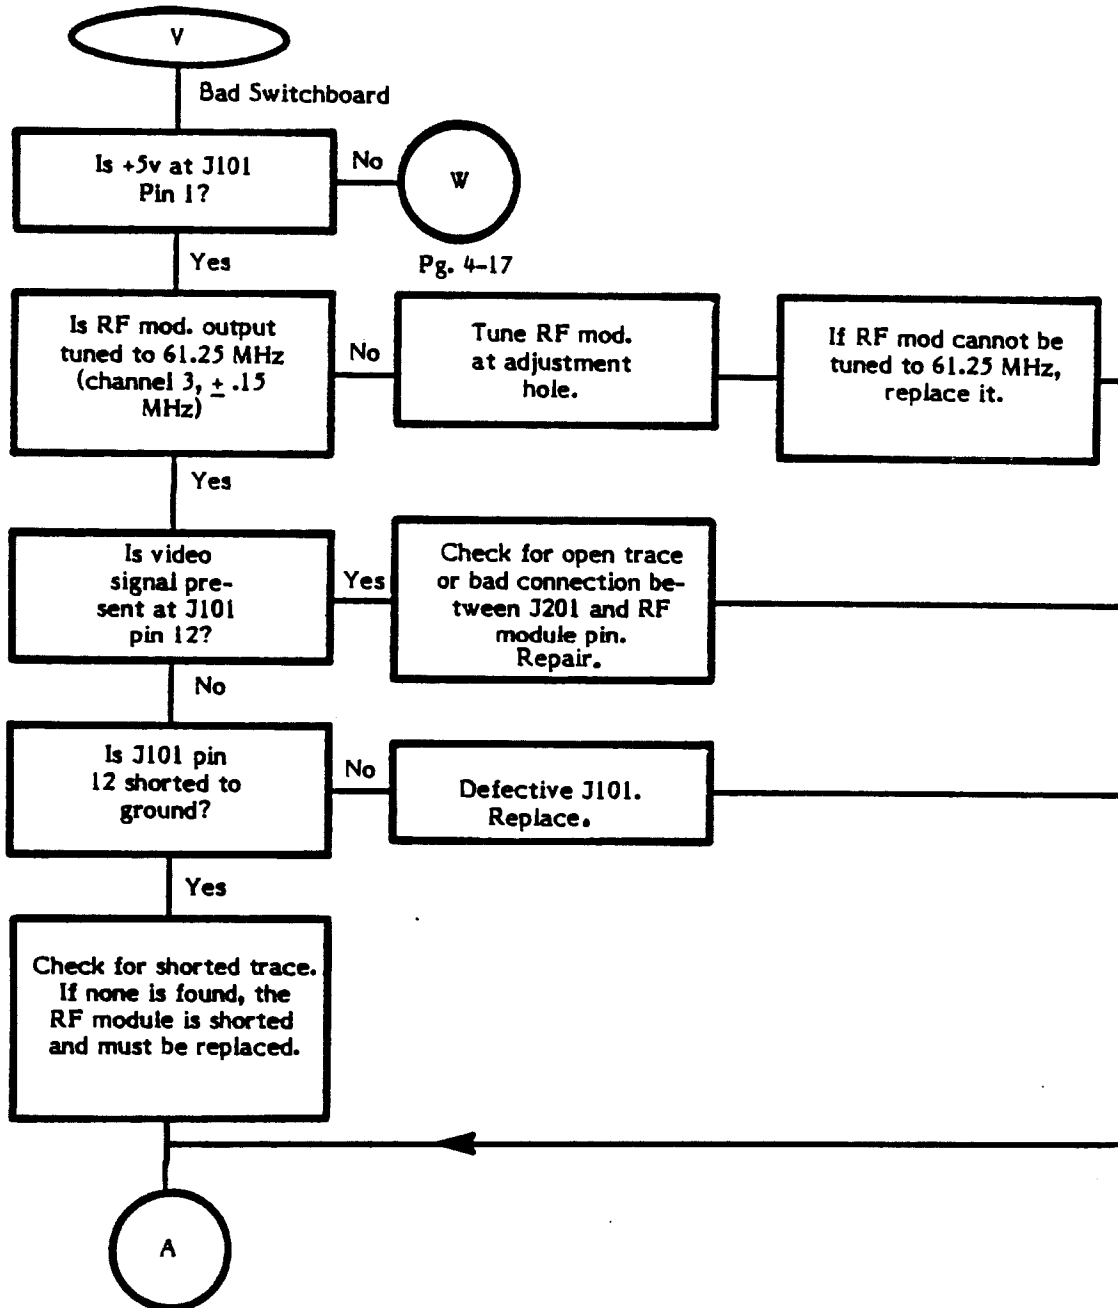 V
Bad Switchboard
Is +5v at J101
Pin 1?
No
W
Pg. 4-17
Yes
Is RF mod. output
tuned to 61.25 MHz
(channel 3, ± .15
MHz)
No
Tune RF mod.
at adjustment
hole.
If RF mod cannot be
tuned to 61.25 MHz,
replace it.
Yes
Is video
signal pre-
sent at J101
pin 12?
Yes
Check for open trace
or bad connection be-
tween J201 and RF
module pin.
Repair.
No
Is J101 pin
12 shorted to
ground?
No
Defective J101.
Replace.
Yes
Check for shorted trace.
If none is found, the
RF module is shorted
and must be replaced.
A